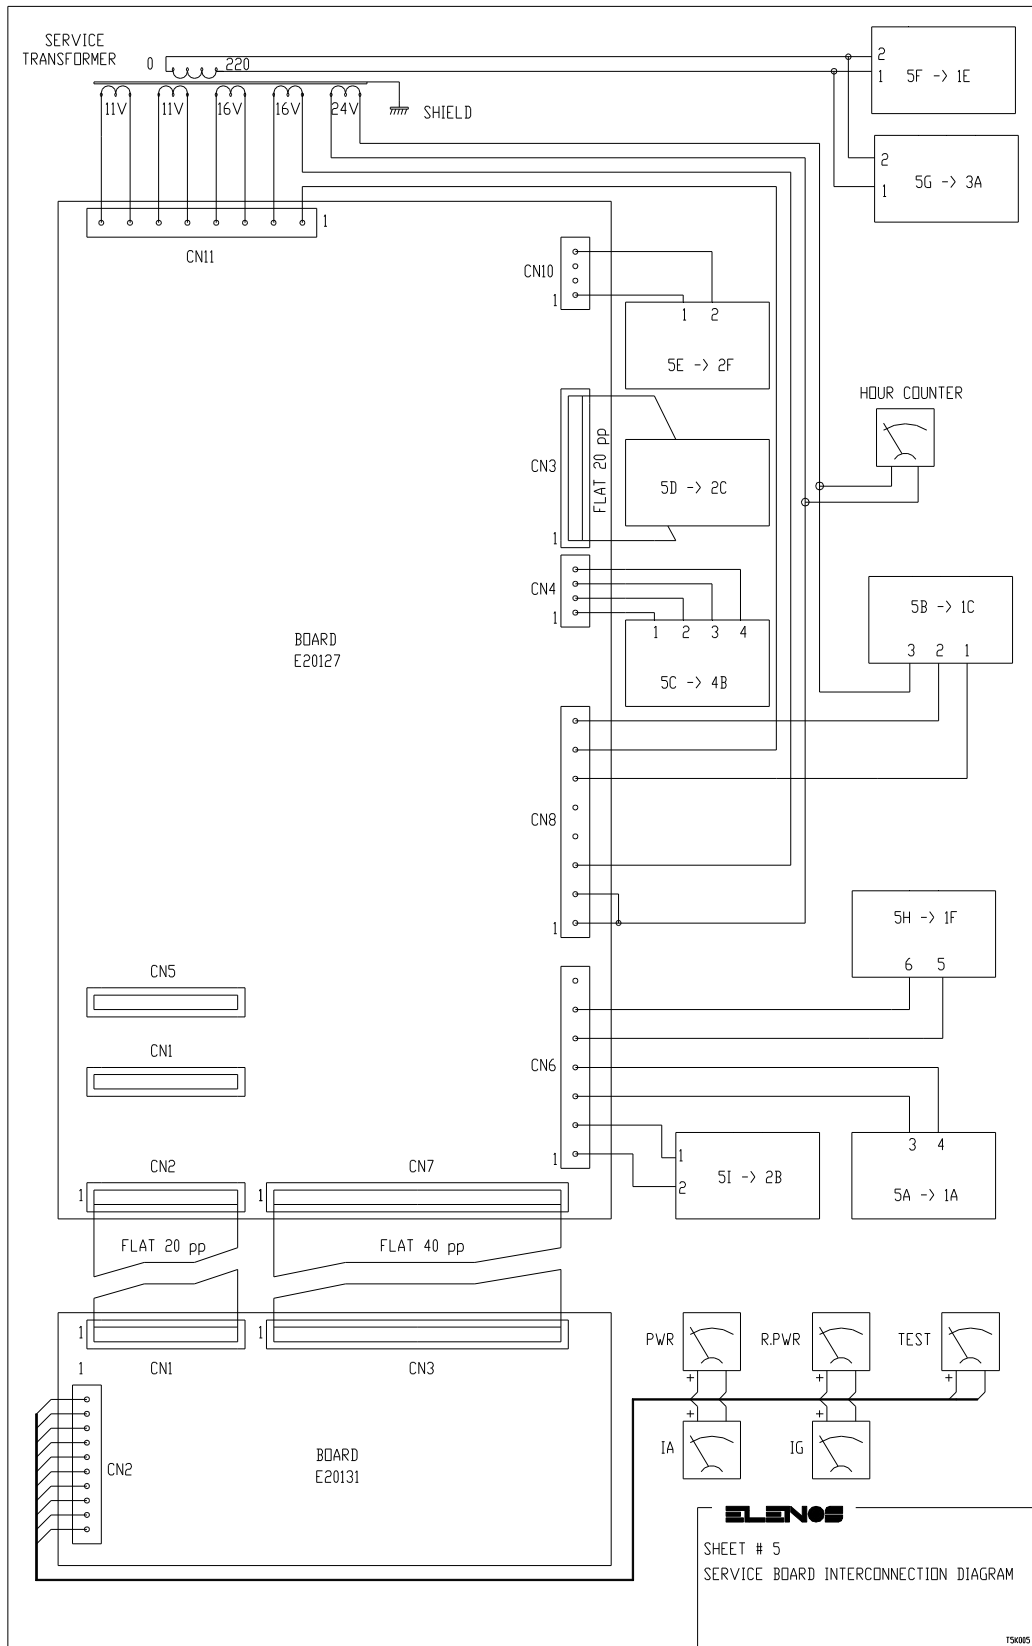 SERVICE
TRANSFORMER
0
220
11V
11V
16V
16V
24V
SHIELD
2
1
5F -> 1E
2
1
5G -> 3A
1
CN11
CN10
1
1 2
5E -> 2F
HOUR COUNTER
CN3
FLAT 20 pp
1
5D -> 2C
CN4
1
1 2 3 4
5C -> 4B
5B -> 1C
3 2 1
BOARD
E20127
CN8
1
5H -> 1F
6 5
CN5
CN1
CN6
1
3 4
5A -> 1A
1
2
5I -> 2B
CN2
1
CN7
1
FLAT 20 pp
FLAT 40 pp
1
CN1
1
CN3
1
CN2
BOARD
E20131
PWR
+
R.PWR
+
TEST
+
IA
+
IG
+
ELENOS
SHEET # 5
SERVICE BOARD INTERCONNECTION DIAGRAM
TSK005